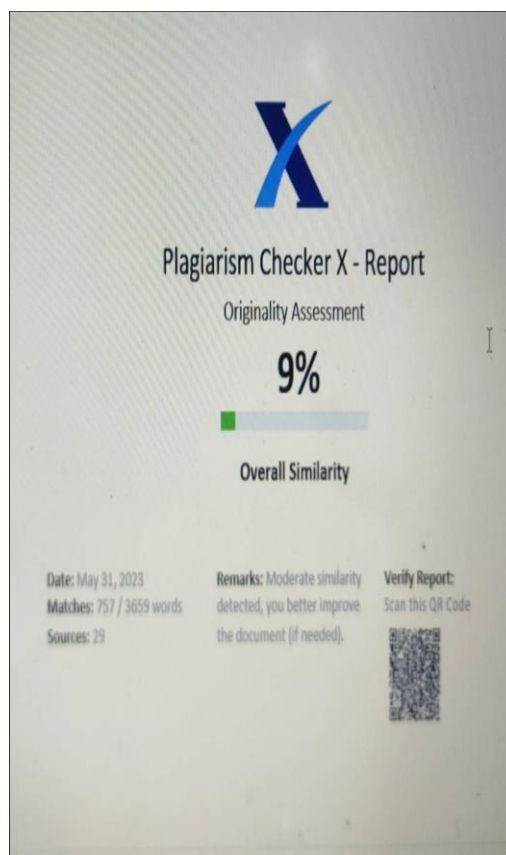 X
Plagiarism Checker X - Report
Originality Assessment
9%
Overall Similarity
Date: May 31, 2023
Matches: 757 / 3659 words
Sources: 29
Remarks: Moderate similarity
detected, you better improve
the document (if needed).
Verify Report:
Scan this QR Code